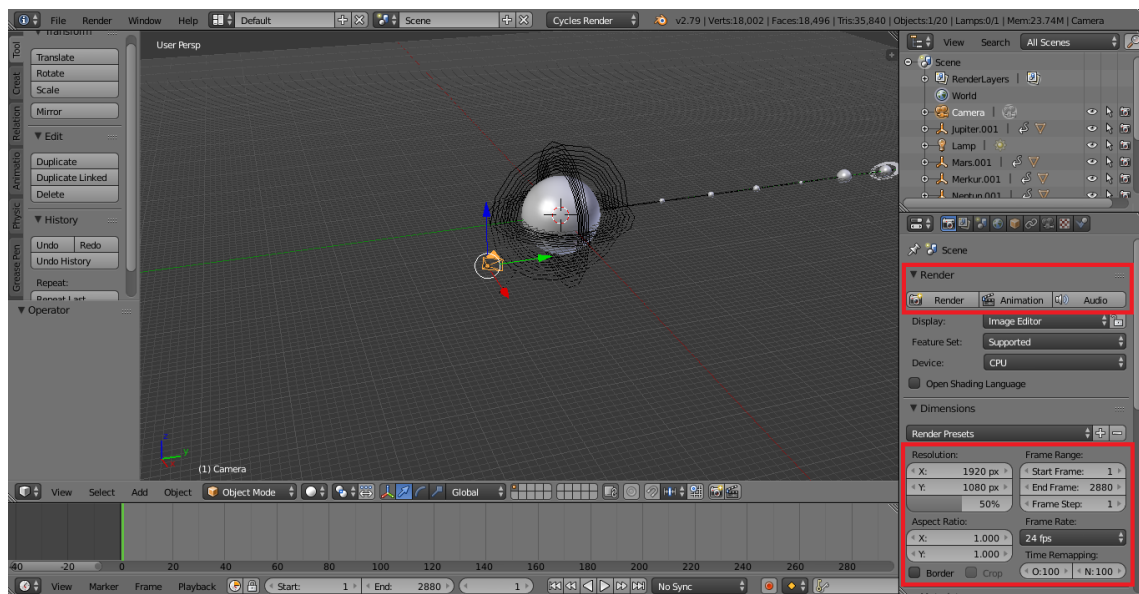 File Render Window Help Default Scene Cycles Render v2.79 | Verts:18,002 | Faces:18,496 | Tris:35,840 | Objects:1/20 | Lamps:0/1 | Mem:23.74M | Camera
Tool
Creat
Relation
Animatio
Physic
Grease Pen
Transform
Translate
Rotate
Scale
Mirror
Edit
Duplicate
Duplicate Linked
Delete
History
Undo Redo
Undo History
Repeat:
Repeat Last
Operator
User Persp
z
y
(1) Camera
View Select Add Object Object Mode Global
-40 -20 0 20 40 60 80 100 120 140 160 180 200 220 240 260 280
View Marker Frame Playback Start: 1 End: 2880 1 No Sync
View Search All Scenes
Scene
RenderLayers |
World
Camera |
Jupiter.001 |
Lamp |
Mars.001 |
Merkur.001 |
Neptun.001 |
Scene
Render
Render Animation Audio
Display: Image Editor
Feature Set: Supported
Device: CPU
Open Shading Language
Dimensions
Render Presets
Resolution: Frame Range:
X: 1920 px Start Frame: 1
Y: 1080 px End Frame: 2880
50% Frame Step: 1
Aspect Ratio: Frame Rate:
X: 1.000 24 fps
Y: 1.000 Time Remapping:
Border Crop O:100 N:100